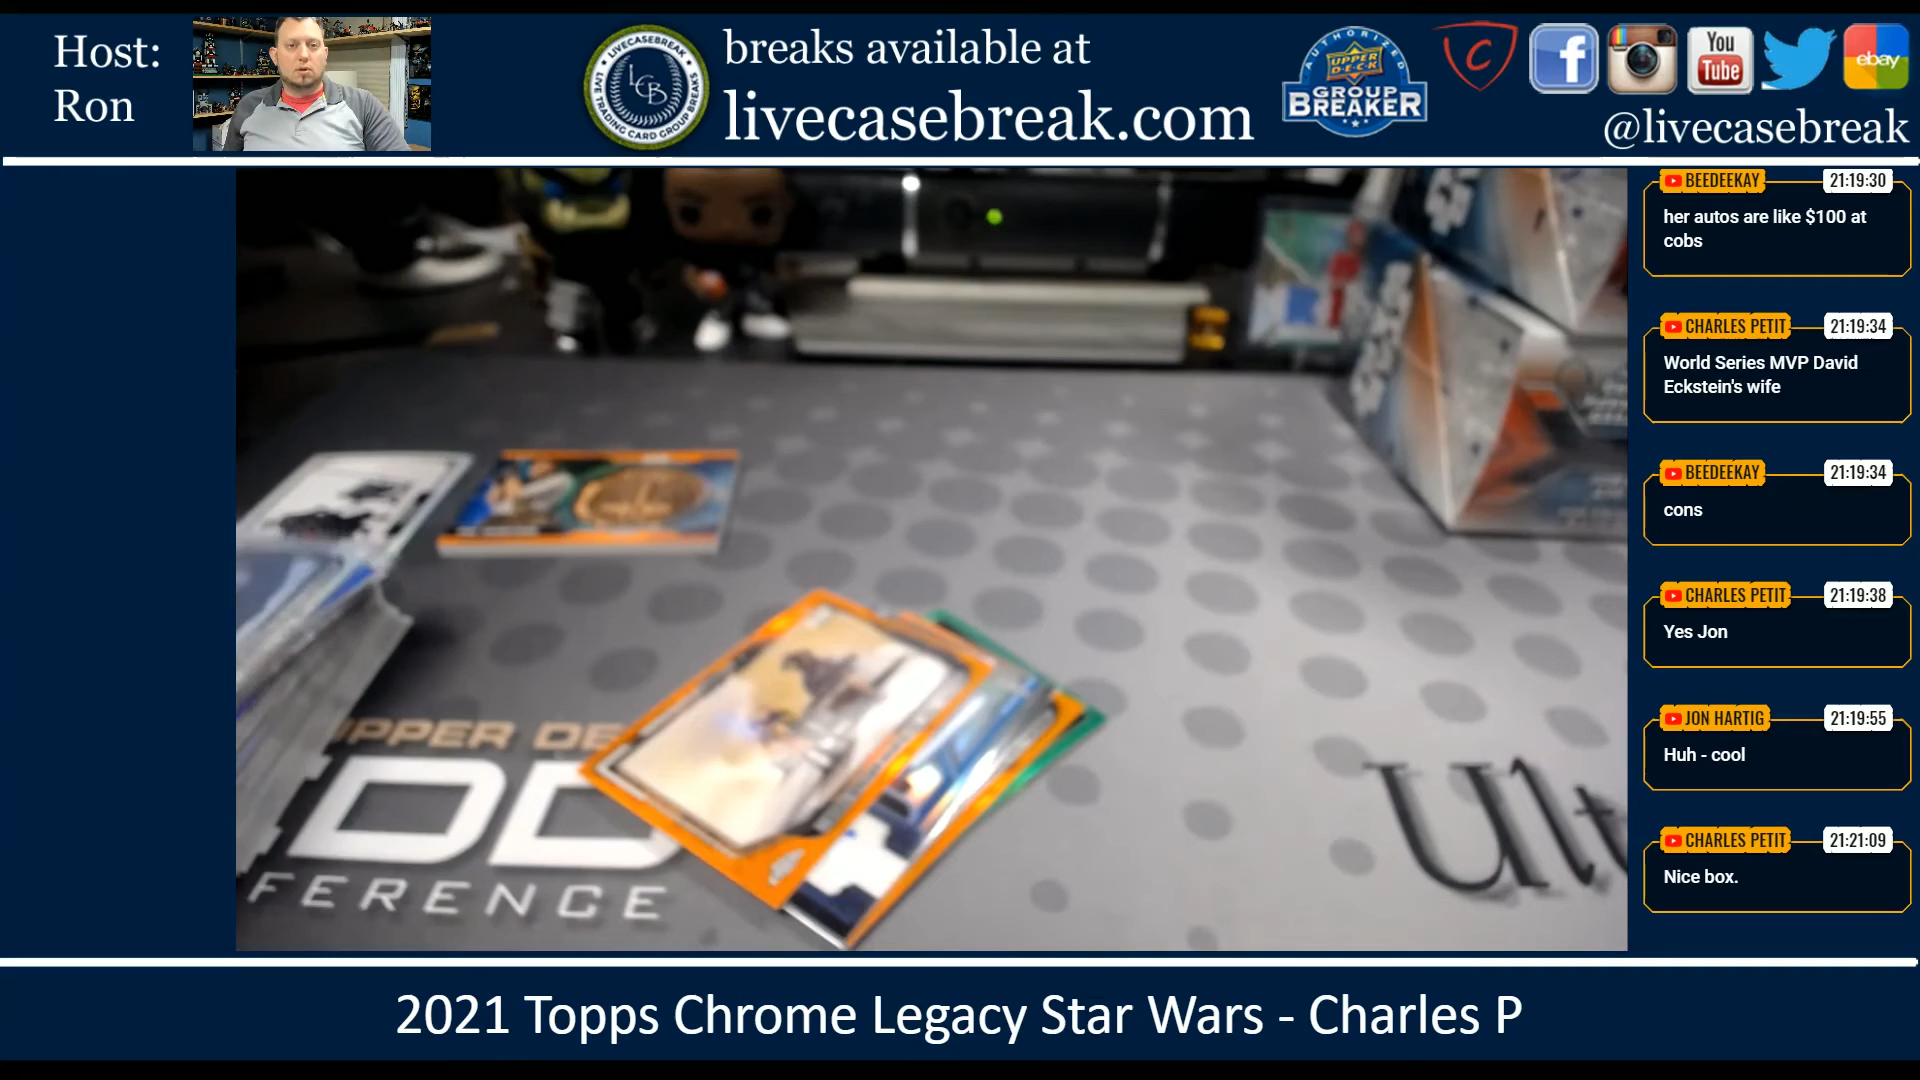 Host:
Ron
LIVECASEBREAK
LCB
LIVE TRADING CARD GROUP BREAKS
breaks available at
livecasebreak.com
AUTHORIZED
UPPER DECK
GROUP
BREAKER
C
f
You
Tube
ebay
@livecasebreak
BEEDEEKAY 21:19:30
her autos are like $100 at
cobs
CHARLES PETIT 21:19:34
World Series MVP David
Eckstein's wife
BEEDEEKAY 21:19:34
cons
CHARLES PETIT 21:19:38
Yes Jon
JON HARTIG 21:19:55
Huh - cool
CHARLES PETIT 21:21:09
Nice box.
UPPER DE
FERENCE
Ult
2021 Topps Chrome Legacy Star Wars - Charles P